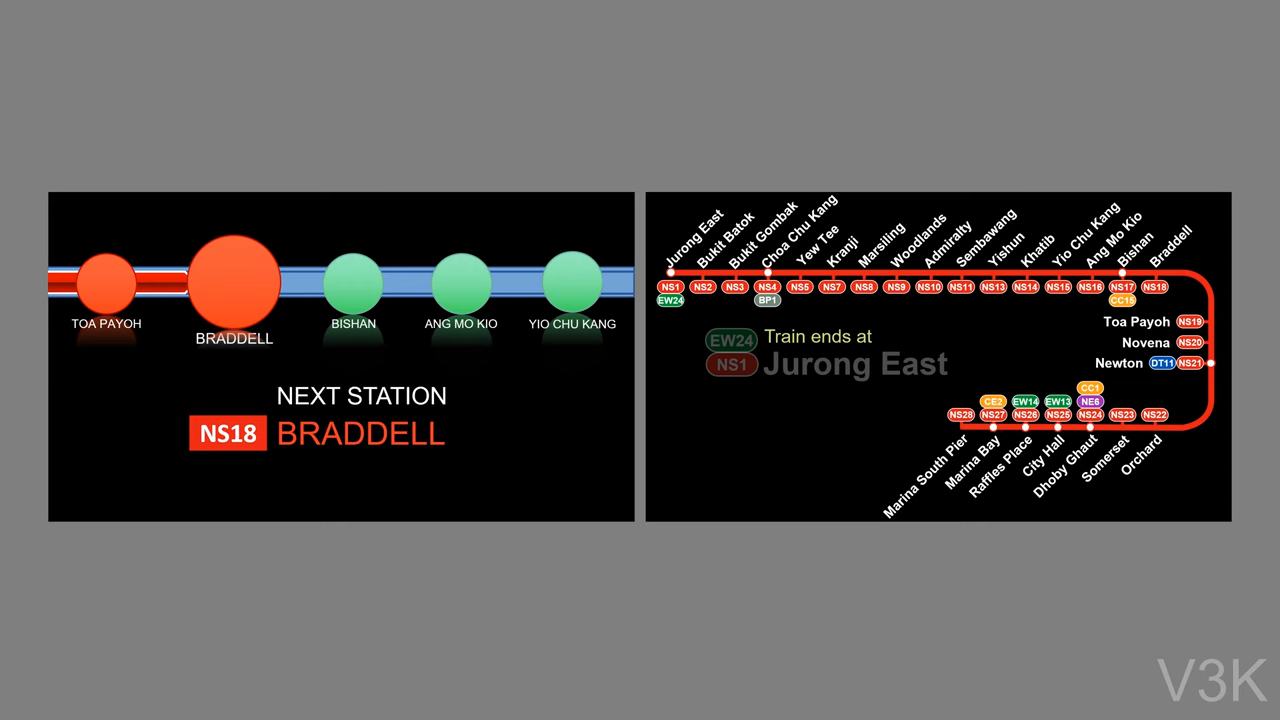 TOA PAYOH
BRADDELL
BISHAN
ANG MO KIO
YIO CHU KANG
NEXT STATION
NS18 BRADDELL
Jurong East
Bukit Batok
Bukit Gombak
Choa Chu Kang
Yew Tee
Kranji
Marsiling
Woodlands
Admiralty
Sembawang
Yishun
Khatib
Yio Chu Kang
Ang Mo Kio
Bishan
Braddell
NS1 NS2 NS3 NS4 NS5 NS7 NS8 NS9 NS10 NS11 NS13 NS14 NS15 NS16 NS17 NS18
EW24 BP1 CC15
Toa Payoh NS19
Novena NS20
Newton DT11 NS21
EW24 Train ends at
NS1 Jurong East
CC1
CE2 EW14 EW13 NE6
NS28 NS27 NS26 NS25 NS24 NS23 NS22
Marina South Pier
Marina Bay
Raffles Place
City Hall
Dhoby Ghaut
Somerset
Orchard
V3K